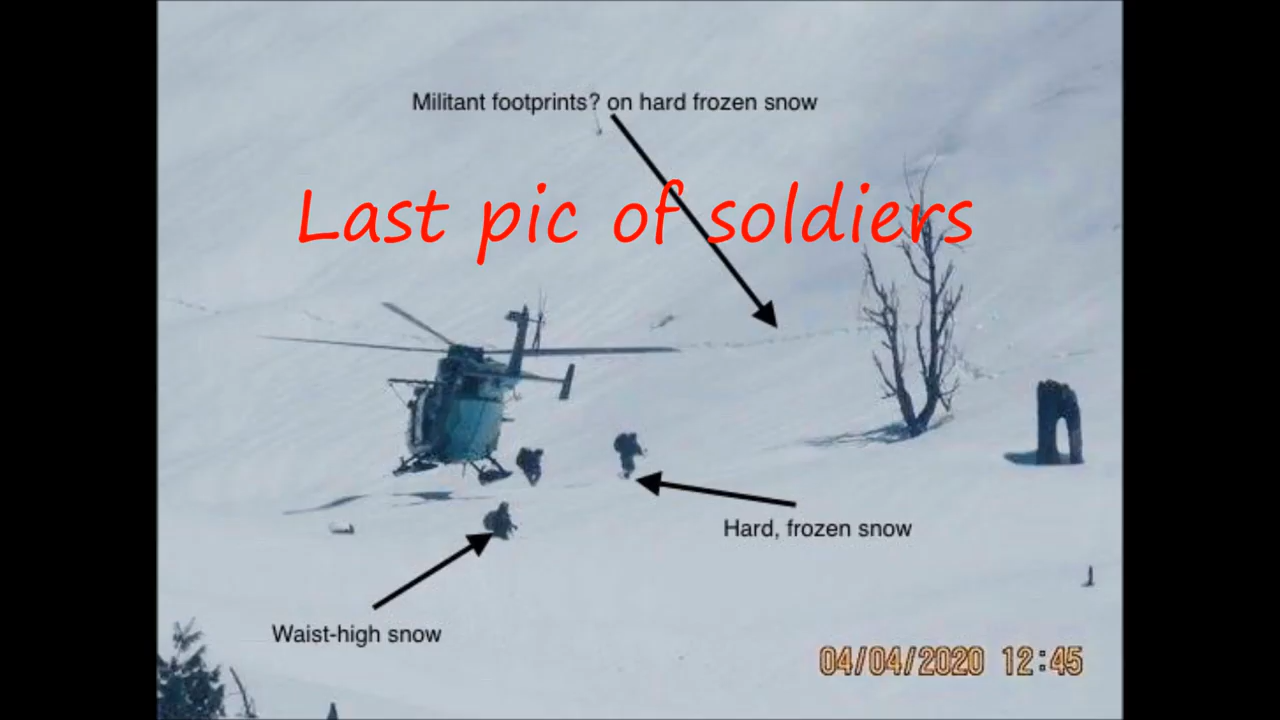 Militant footprints? on hard frozen snow
Last pic of soldiers
Hard, frozen snow
Waist-high snow
04/04/2020 12:45